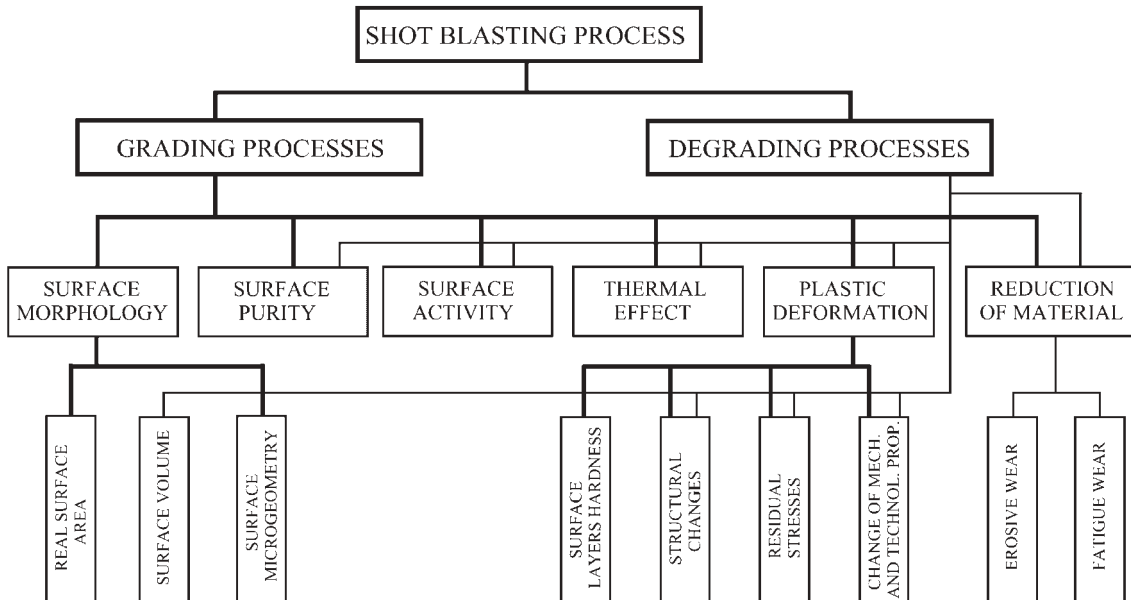 SHOT BLASTING PROCESS
GRADING PROCESSES
DEGRADING PROCESSES
SURFACE
MORPHOLOGY
SURFACE
PURITY
SURFACE
ACTIVITY
THERMAL
EFFECT
PLASTIC
DEFORMATION
REDUCTION
OF MATERIAL
REAL SURFACE
AREA
SURFACE VOLUME
SURFACE
MICROGEOMETRY
SURFACE
LAYERS HARDNESS
STRUCTURAL
CHANGES
RESIDUAL
STRESSES
CHANGE OF MECH.
AND TECHNOL. PROP.
EROSIVE WEAR
FATIGUE WEAR